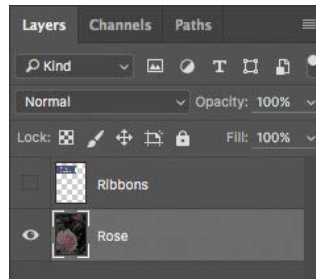 Layers Channels Paths
Kind
Normal Opacity: 100%
Lock: Fill: 100%
Ribbons
Rose